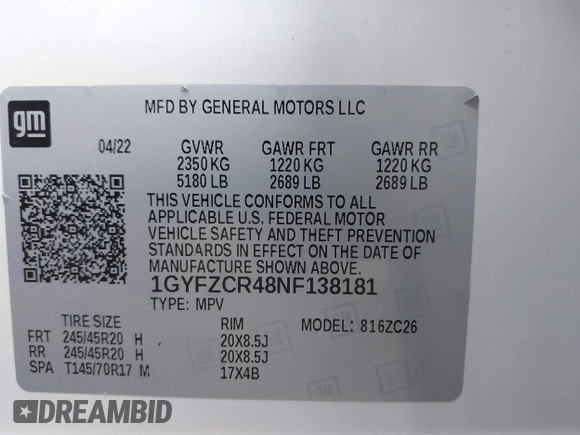 gm
MFD BY GENERAL MOTORS LLC
04/22 GVWR GAWR FRT GAWR RR
2350 KG 1220 KG 1220 KG
5180 LB 2689 LB 2689 LB
THIS VEHICLE CONFORMS TO ALL
APPLICABLE U.S. FEDERAL MOTOR
VEHICLE SAFETY AND THEFT PREVENTION
STANDARDS IN EFFECT ON THE DATE OF
MANUFACTURE SHOWN ABOVE.
1GYFZCR48NF138181
TYPE: MPV
TIRE SIZE RIM MODEL: 816ZC26
FRT 245/45R20 H 20X8.5J
RR 245/45R20 H 20X8.5J
SPA T145/70R17 M 17X4B
DREAMBID